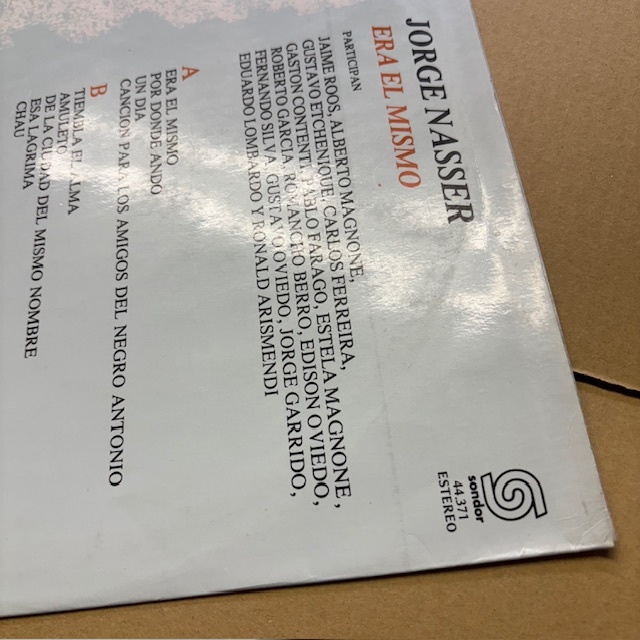 JORGE NASSER
ERA EL MISMO
PARTICIPAN
JAIME ROOS, ALBERTO MAGNONE,
GUSTAVO ETCHENIQUE, CARLOS FERREIRA,
GASTON CONTENTI, PABLO FARAGO, ESTELA MAGNONE,
ROBERTO GARCIA, ROMANCHO BERRO, EDISON OVIEDO,
FERNANDO SILVA, GUSTAVO OVIEDO, JORGE GARRIDO,
EDUARDO LOMBARDO Y RONALD ARISMENDI
A
ERA EL MISMO
POR DONDE ANDO
UN DIA
CANCION PARA LOS AMIGOS DEL NEGRO ANTONIO
B
TIEMBLA EL ALMA
AMULETO
DE LA CIUDAD DEL MISMO NOMBRE
ESA LAGRIMA
CHAU
sondor
44.371
ESTEREO